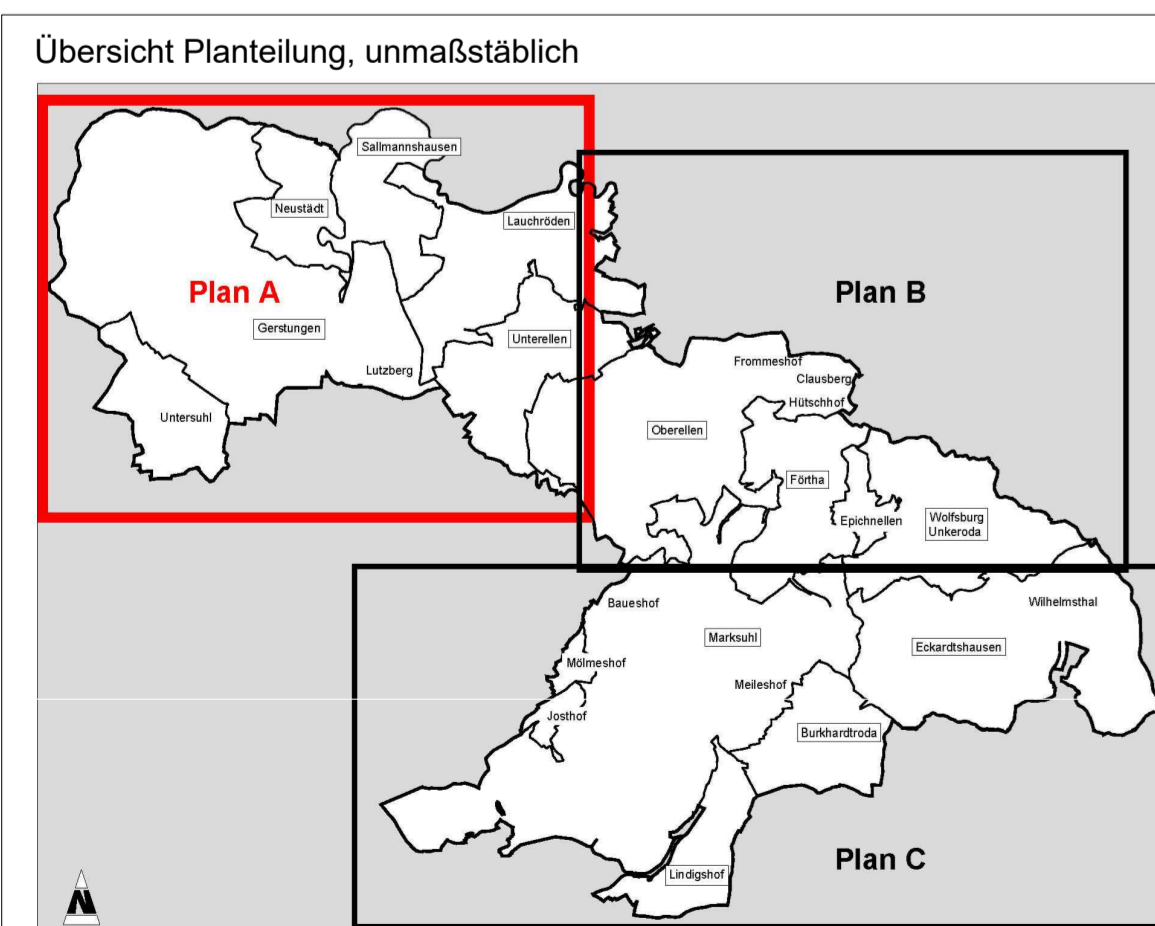 Übersicht Planteilung, unmaßstäblich
Sallmannshausen
Neustädt
Lauchröden
Plan A
Plan B
Gerstungen
Unterellen
Lutzberg
Frommeshof
Clausberg
Hütschhof
Untersuhl
Oberellen
Förtha
Epichnellen
Wolfsburg
Unkeroda
Baueshof
Wilhelmsthal
Marksuhl
Eckardtshausen
Mölmeshof
Meileshof
Josthof
Burkhardtroda
Plan C
Lindigshof
N